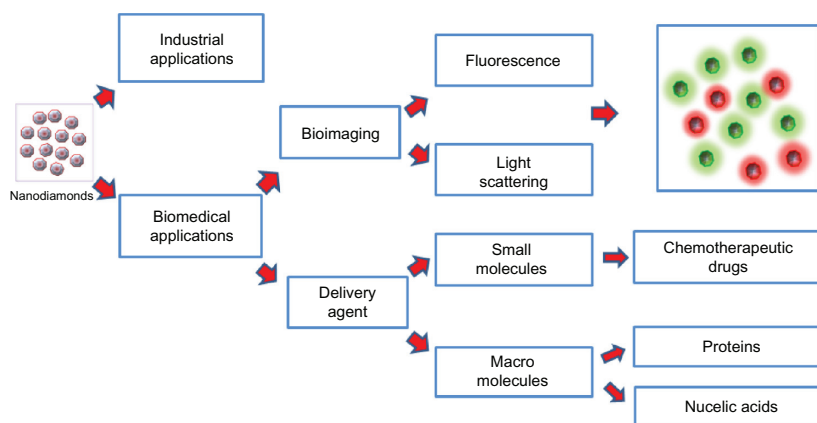 Industrial
applications
Nanodiamonds
Biomedical
applications
Bioimaging
Delivery
agent
Fluorescence
Light
scattering
Small
molecules
Macro
molecules
Chemotherapeutic
drugs
Proteins
Nucelic acids